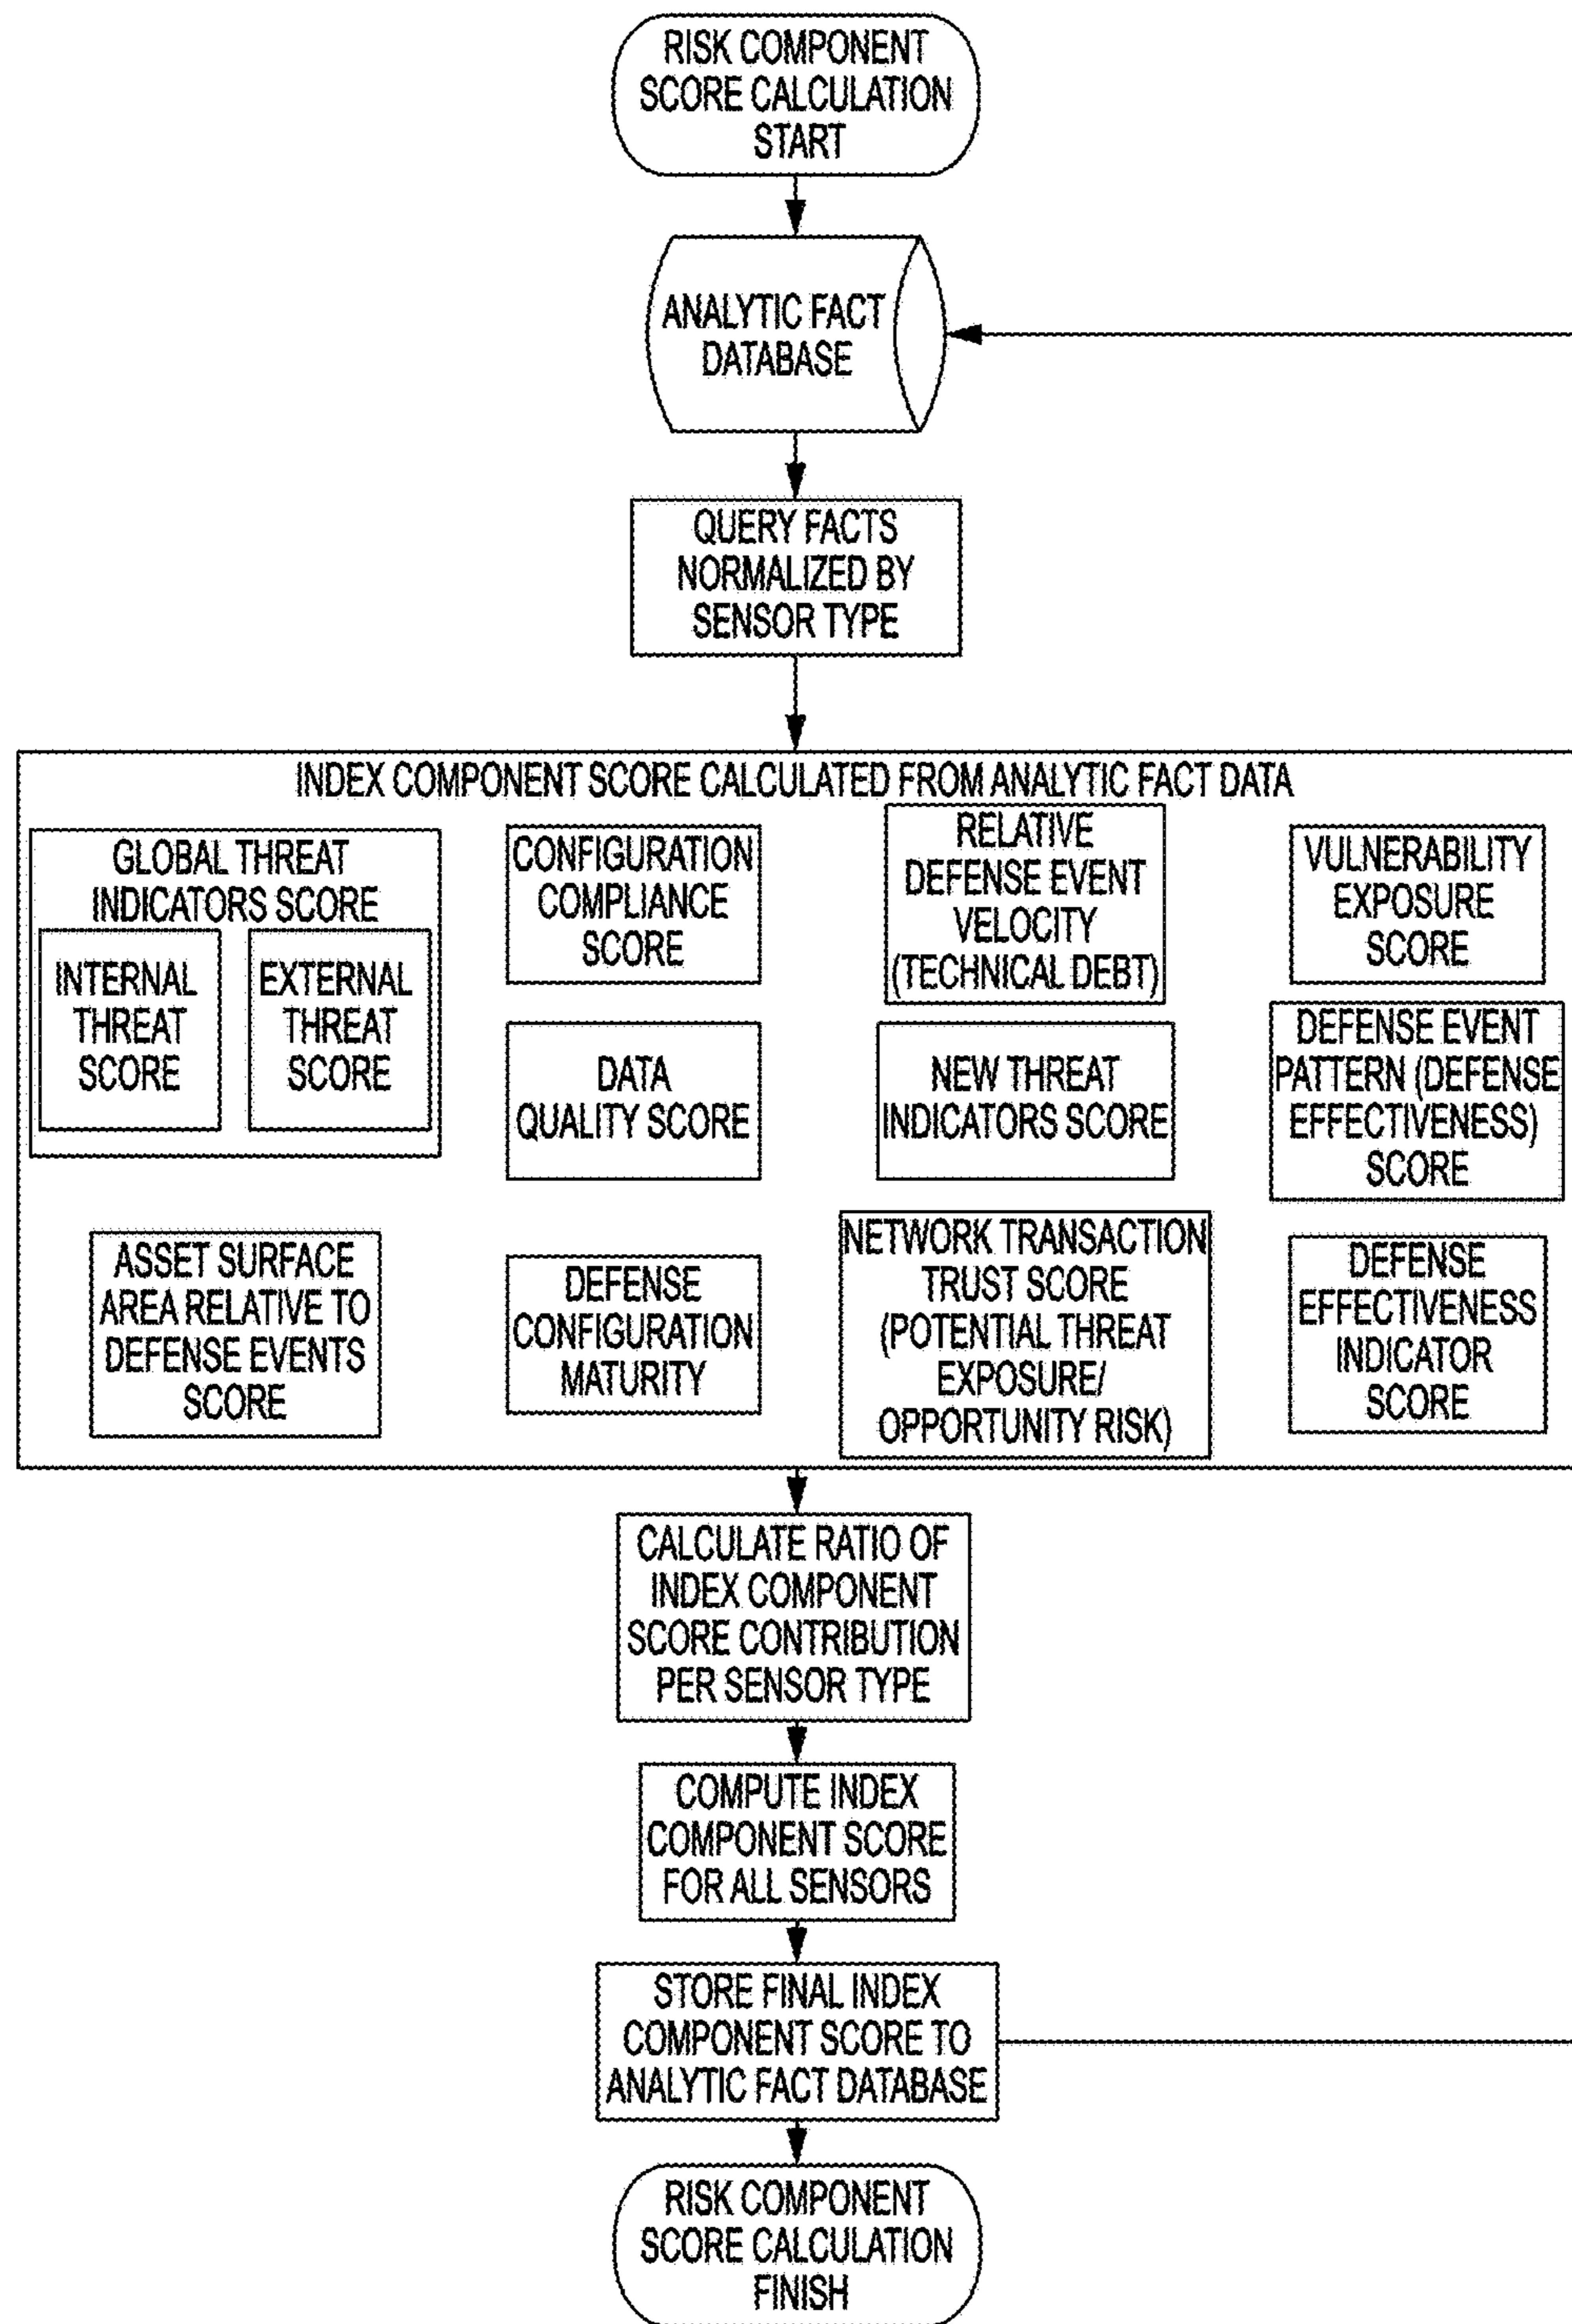 RISK COMPONENT
SCORE CALCULATION
START
ANALYTIC FACT
DATABASE
QUERY FACTS
NORMALIZED BY
SENSOR TYPE
INDEX COMPONENT SCORE CALCULATED FROM ANALYTIC FACT DATA
GLOBAL THREAT
INDICATORS SCORE
INTERNAL
THREAT
SCORE
EXTERNAL
THREAT
SCORE
CONFIGURATION
COMPLIANCE
SCORE
RELATIVE
DEFENSE EVENT
VELOCITY
(TECHNICAL DEBT)
VULNERABILITY
EXPOSURE
SCORE
DATA
QUALITY SCORE
NEW THREAT
INDICATORS SCORE
DEFENSE EVENT
PATTERN (DEFENSE
EFFECTIVENESS)
SCORE
ASSET SURFACE
AREA RELATIVE TO
DEFENSE EVENTS
SCORE
DEFENSE
CONFIGURATION
MATURITY
NETWORK TRANSACTION
TRUST SCORE
(POTENTIAL THREAT
EXPOSURE/
OPPORTUNITY RISK)
DEFENSE
EFFECTIVENESS
INDICATOR
SCORE
CALCULATE RATIO OF
INDEX COMPONENT
SCORE CONTRIBUTION
PER SENSOR TYPE
COMPUTE INDEX
COMPONENT SCORE
FOR ALL SENSORS
STORE FINAL INDEX
COMPONENT SCORE TO
ANALYTIC FACT DATABASE
RISK COMPONENT
SCORE CALCULATION
FINISH